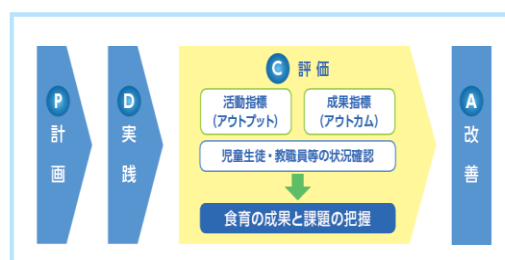 P
計
画
D
実
践
C 評価
活動指標
(アウトプット)
成果指標
(アウトカム)
児童生徒・教職員等の状況確認
食育の成果と課題の把握
A
改
善